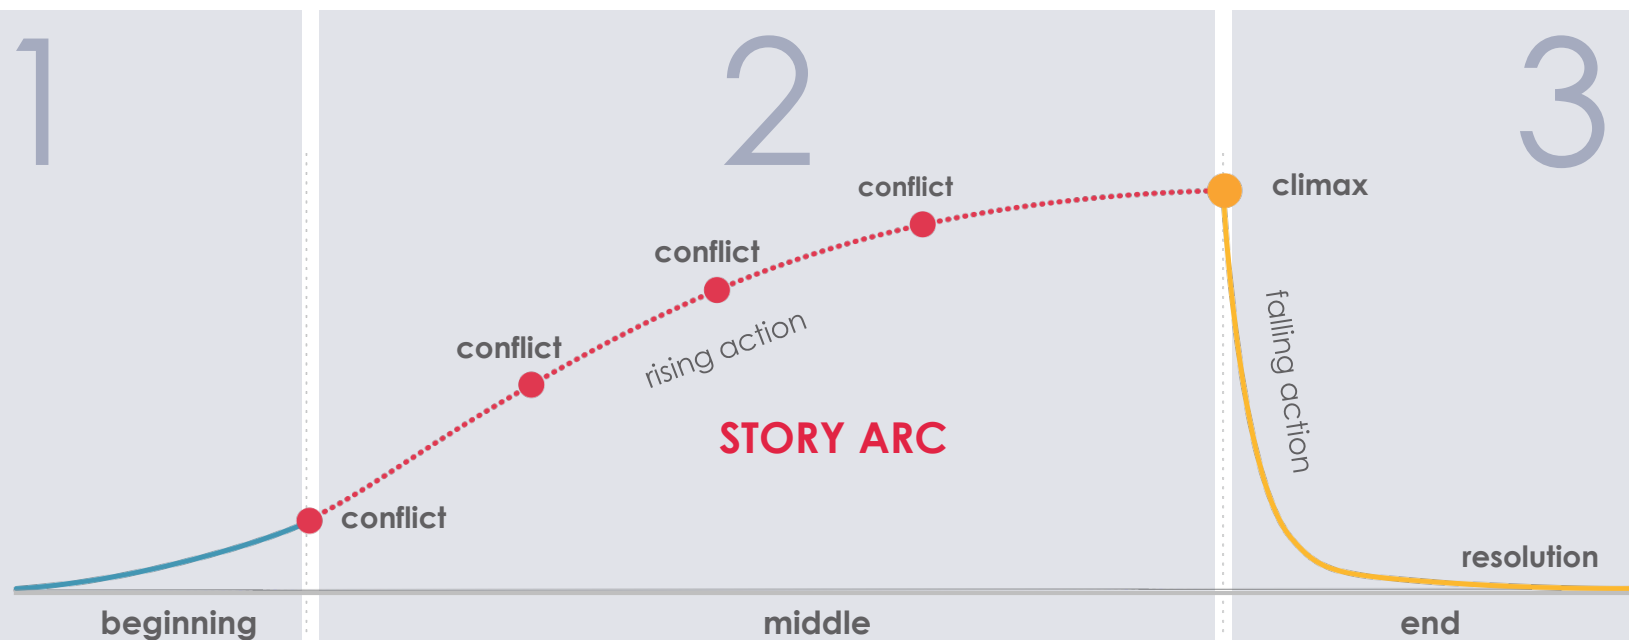 1
2
3
conflict
climax
conflict
conflict
rising action
falling action
STORY ARC
conflict
resolution
beginning
middle
end